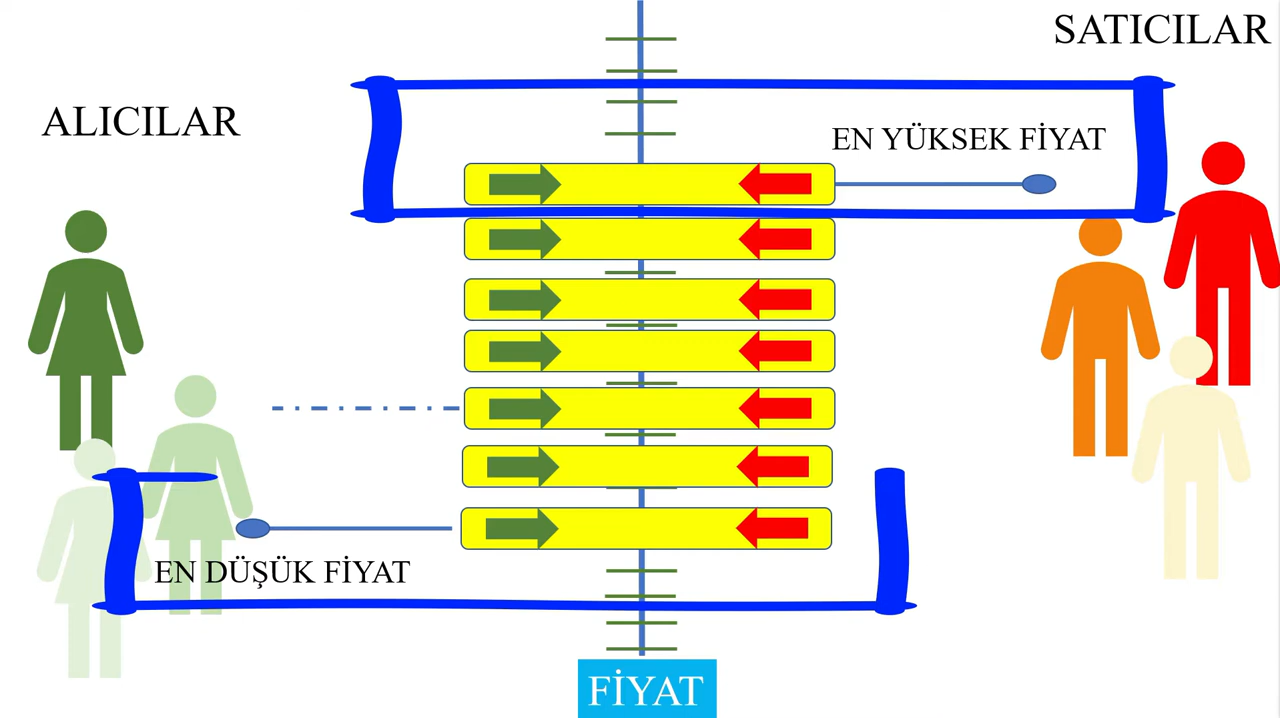 SATICILAR
ALICILAR
EN YÜKSEK FİYAT
EN DÜŞÜK FİYAT
FİYAT